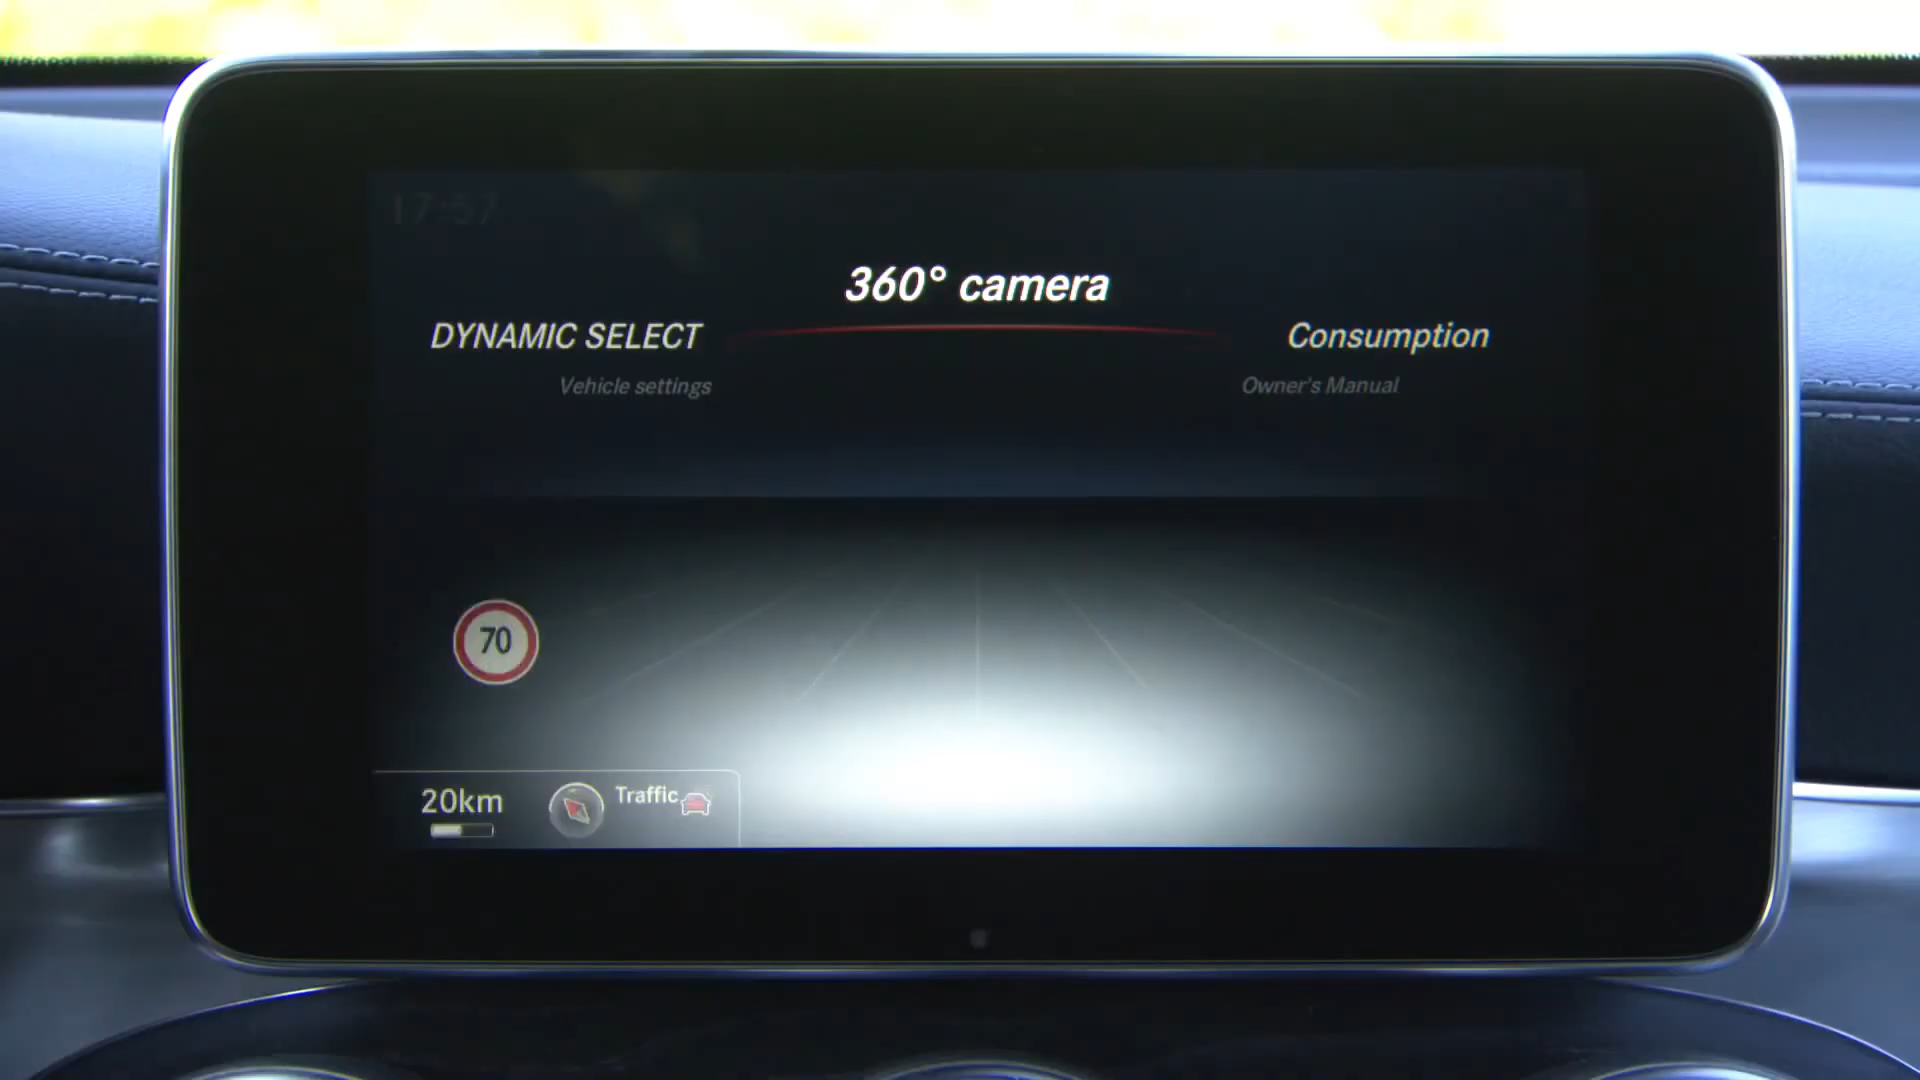 17:57
360° camera
DYNAMIC SELECT
Consumption
Vehicle settings
Owner's Manual
70
20km
Traffic